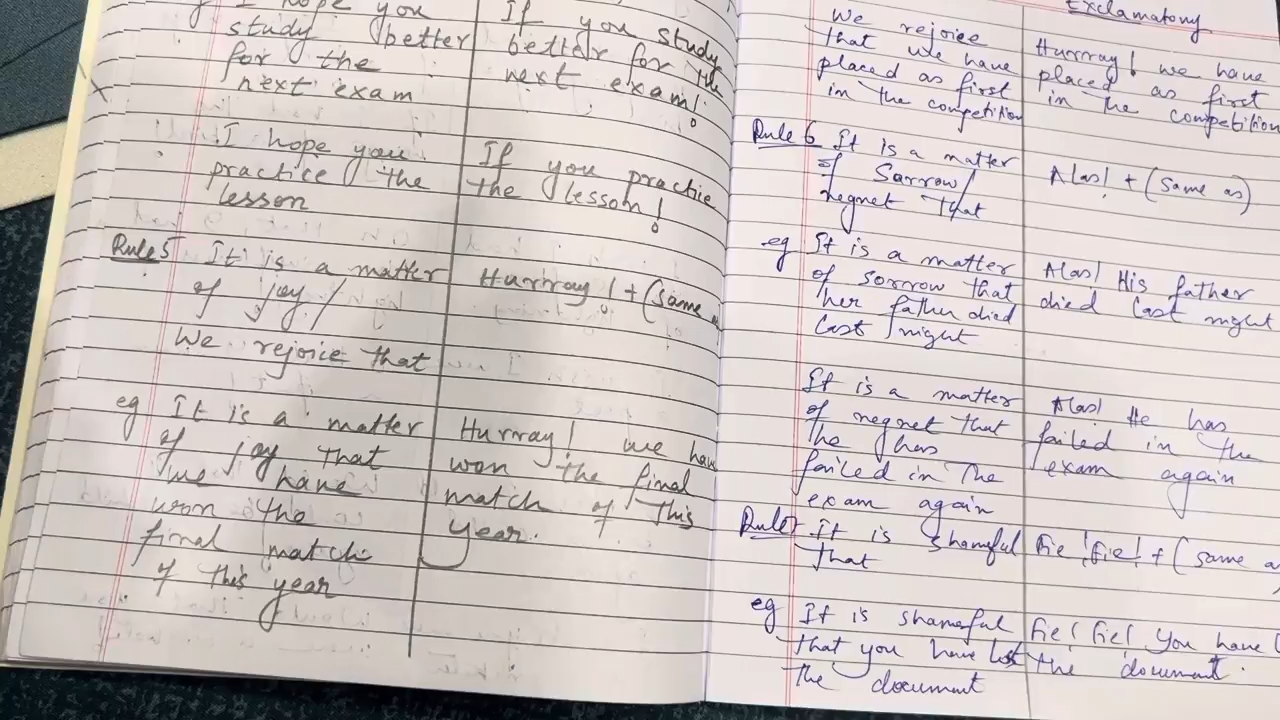 I hope you
study better
for the
next exam
If you study
better for the
next exam!
I hope you
practice the
lesson
If you practice
the lesson!
Rule 5 It is a matter
of joy /
We rejoice that
Hurray! + (same
eg It is a matter
of joy that
we have
won the
final match
of this year
Hurray! we have
won the final
match of this
year.
Exclamatory
We rejoice
that we have
placed as first
in the competition
Hurray! we have
placed as first
in the competition
Rule 6 It is a matter
of Sarrow/
regret that
Alas! + (same as)
eg It is a matter
of sorrow that
her father died
last night
Alas! His father
died last night
It is a matter
of regret that
he has
failed in the
exam again
Alas! He has
failed in the
exam again
Rule 7 It is shameful
that
fie! fie! + (same as
eg It is shameful
that you have lost
the document
fie! fie! You have
the document.